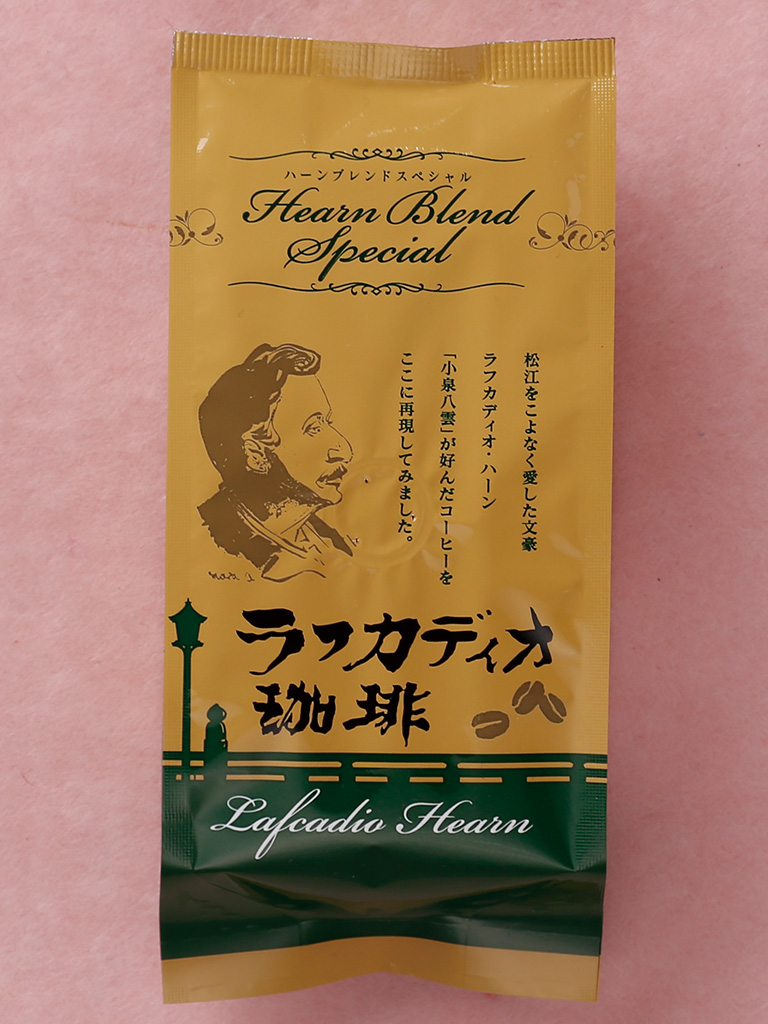 ハーンブレンドスペシャル
Hearn Blend
Special
松江をこよなく愛した文豪
ラフカディオ・ハーン
「小泉八雲」が好んだコーヒーを
ここに再現してみました。
ラフカディオ
珈琲
Lafcadio Hearn